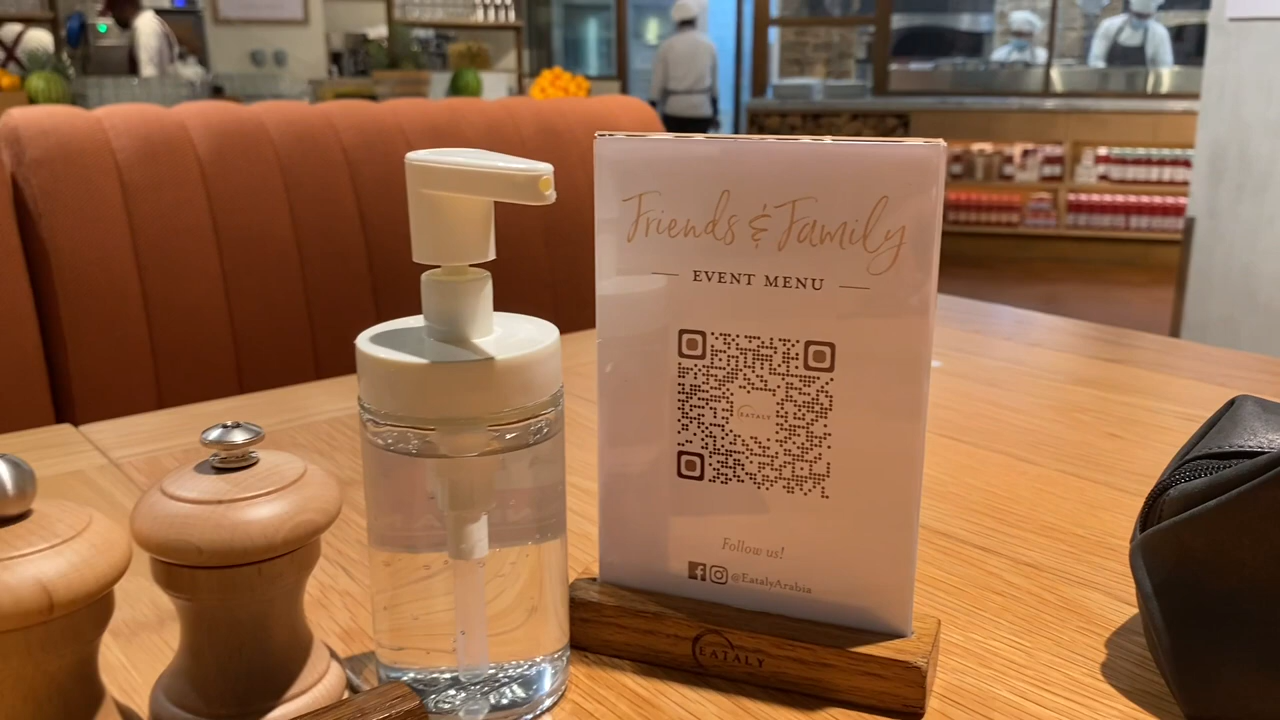 Friends & Family
EVENT MENU
EATALY
Follow us!
@EatalyArabia
EATALY